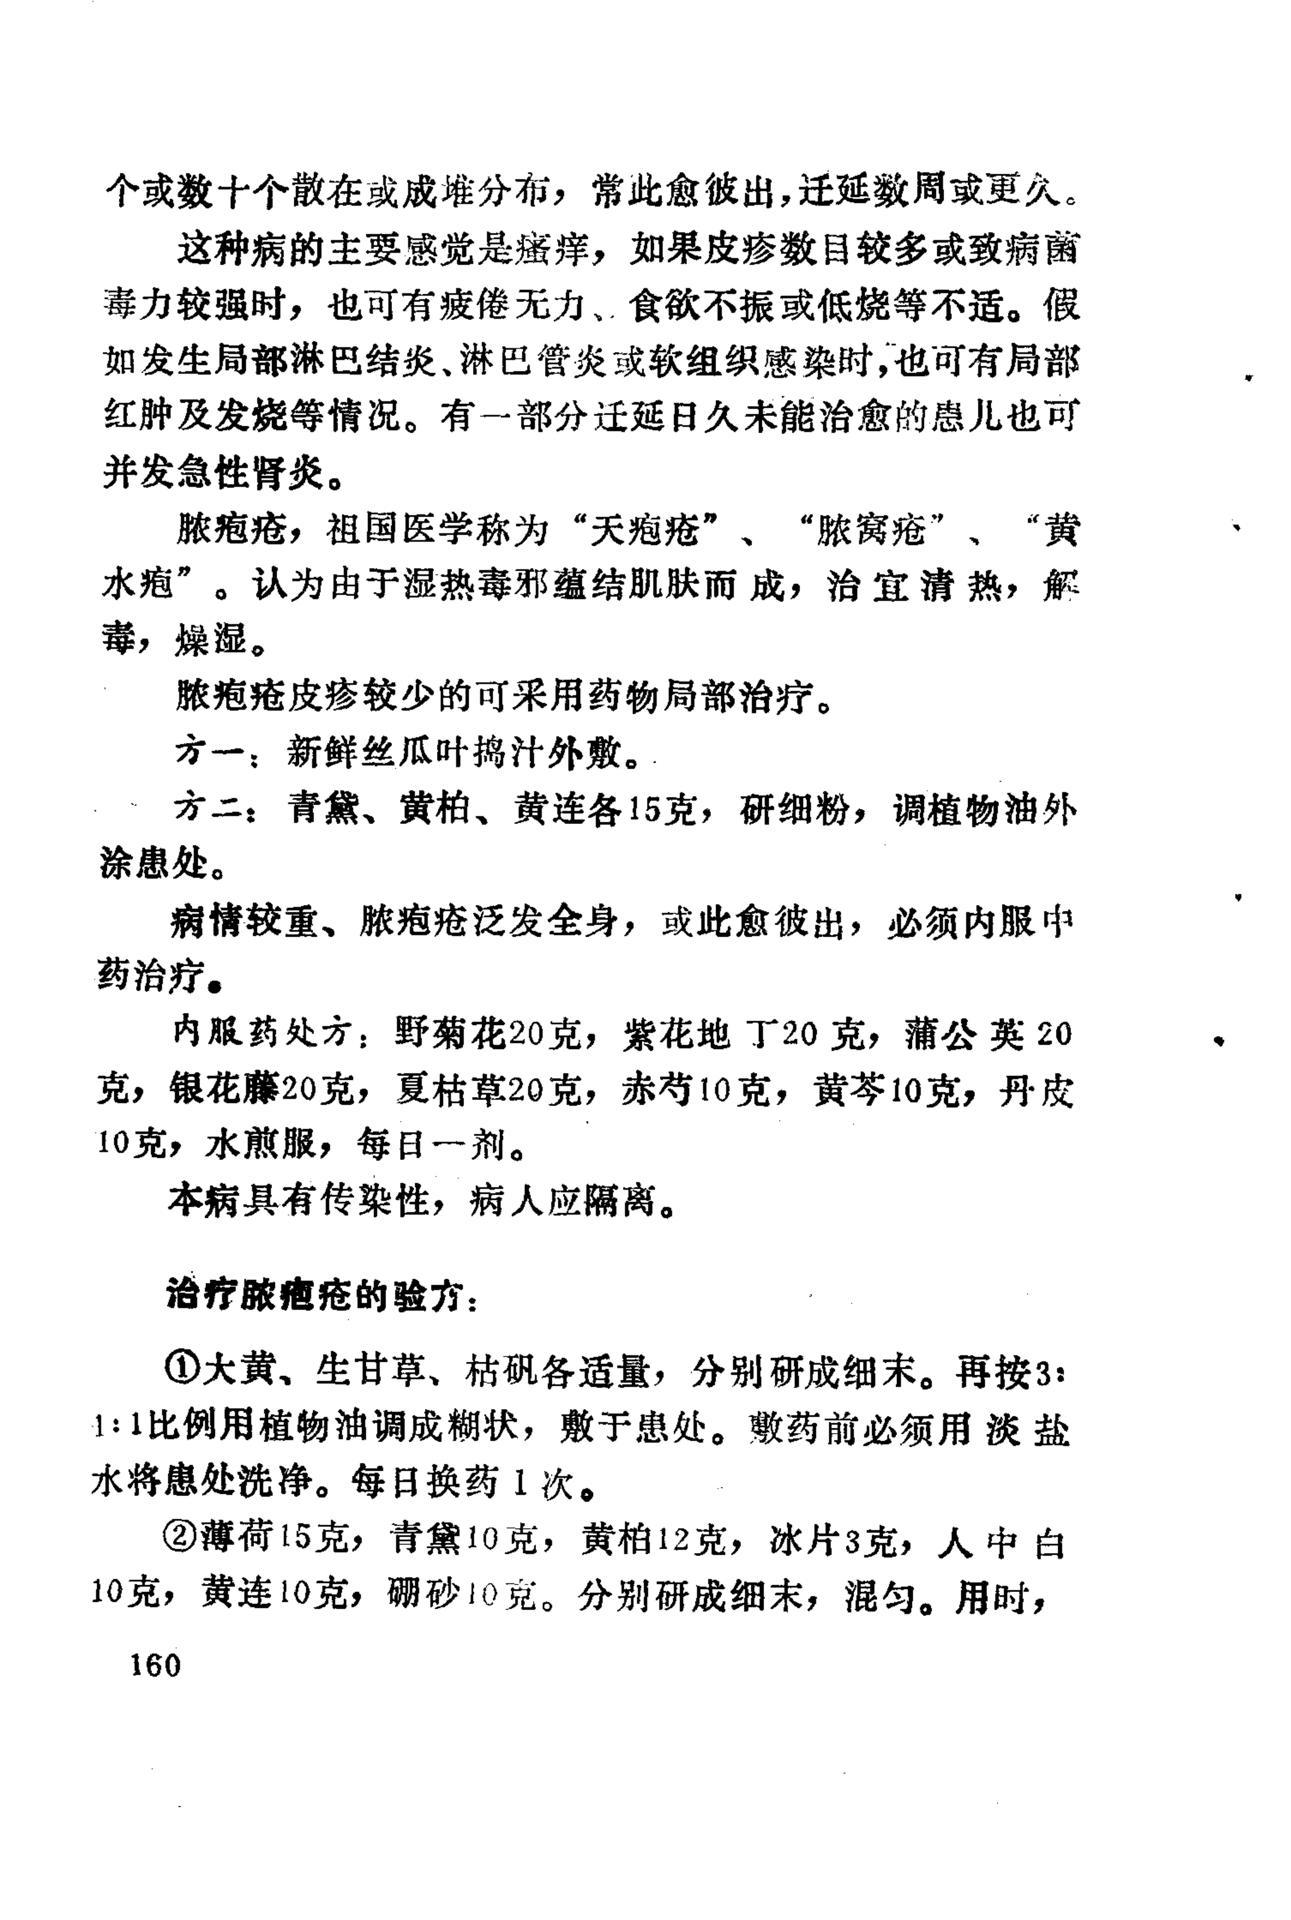 个或数十个散在或成堆分布，常此愈彼出，迁延数周或更久。
这种病的主要感觉是瘙痒，如果皮疹数目较多或致病菌
毒力较强时，也可有疲倦无力、食欲不振或低烧等不适。假
如发生局部淋巴结炎、淋巴管炎或软组织感染时，也可有局部
红肿及发烧等情况。有一部分迁延日久未能治愈的患儿也可
并发急性肾炎。
脓疱疮，祖国医学称为“天疱疮”、“脓窝疮”、“黄
水疱”。认为由于湿热毒邪蕴结肌肤而成，治宜清热，解
毒，燥湿。
脓疱疮皮疹较少的可采用药物局部治疗。
方一：新鲜丝瓜叶捣汁外敷。
方二：青黛、黄柏、黄连各15克，研细粉，调植物油外
涂患处。
病情较重、脓疱疮泛发全身，或此愈彼出，必须内服中
药治疗。
内服药处方：野菊花20克，紫花地丁20克，蒲公英20
克，银花藤20克，夏枯草20克，赤芍10克，黄芩10克，丹皮
10克，水煎服，每日一剂。
本病具有传染性，病人应隔离。
治疗脓疱疮的验方：
①大黄、生甘草、枯矾各适量，分别研成细末。再按3：
1：1比例用植物油调成糊状，敷于患处。敷药前必须用淡盐
水将患处洗净。每日换药1次。
②薄荷15克，青黛10克，黄柏12克，冰片3克，人中白
10克，黄连10克，硼砂10克。分别研成细末，混匀。用时，
160